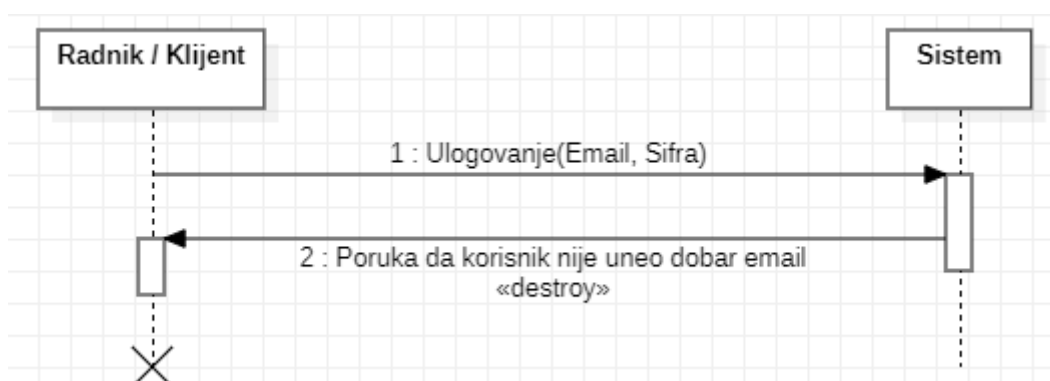 Radnik / Klijent
Sistem
1 : Ulogovanje(Email, Sifra)
2 : Poruka da korisnik nije uneo dobar email
«destroy»